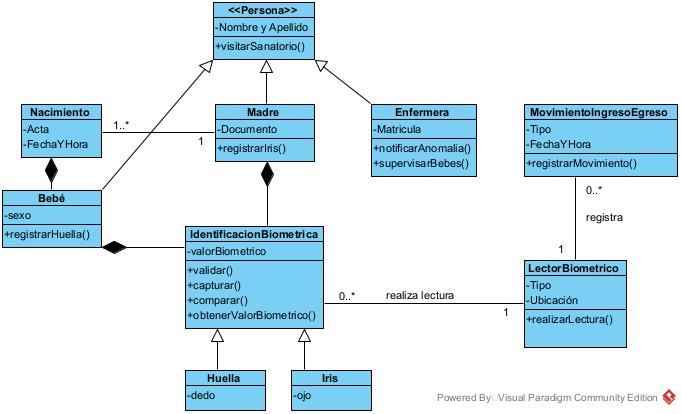 <<Persona>>
-Nombre y Apellido
+visitarSanatorio()
Nacimiento
-Acta
-FechaYHora
1..*
1
Madre
-Documento
+registrarIris()
Enfermera
-Matricula
+notificarAnomalia()
+supervisarBebes()
MovimientoIngresoEgreso
-Tipo
-FechaYHora
+registrarMovimiento()
0..*
registra
1
Bebé
-sexo
+registrarHuella()
IdentificacionBiometrica
-valorBiometrico
+validar()
+capturar()
+comparar()
+obtenerValorBiometrico()
0..*
realiza lectura
1
LectorBiometrico
-Tipo
-Ubicación
+realizarLectura()
Huella
-dedo
Iris
-ojo
Powered By Visual Paradigm Community Edition